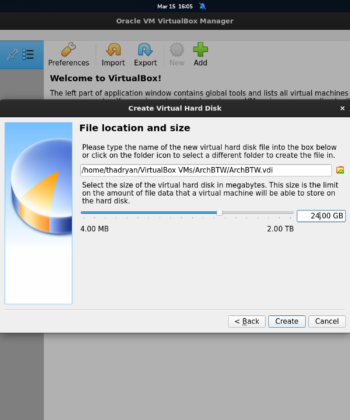 Mar 15 16:05
Oracle VM VirtualBox Manager
Preferences Import Export New Add
Welcome to VirtualBox!
The left part of application window contains global tools and lists all virtual machines
Create Virtual Hard Disk
File location and size
Please type the name of the new virtual hard disk file into the box below
or click on the folder icon to select a different folder to create the file in.
/home/thadryan/VirtualBox VMs/ArchBTW/ArchBTW.vdi
Select the size of the virtual hard disk in megabytes. This size is the limit
on the amount of file data that a virtual machine will be able to store on
the hard disk.
24.00 GB
4.00 MB 2.00 TB
< Back Create Cancel